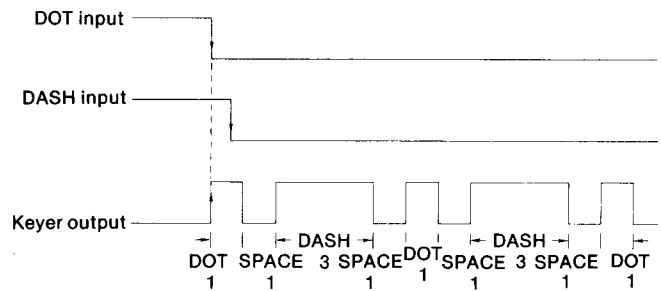 DOT input
DASH input
Keyer output
DASH DASH
DOT SPACE 3 SPACE DOT SPACE 3 SPACE DOT
1 1 1 1 1 1 1